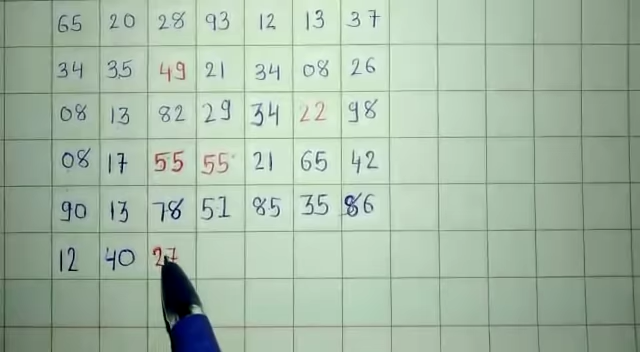 65 20 28 93 12 13 37
34 35 49 21 34 08 26
08 13 82 29 34 22 98
08 17 55 55 21 65 42
90 13 78 51 85 35 86
12 40 27